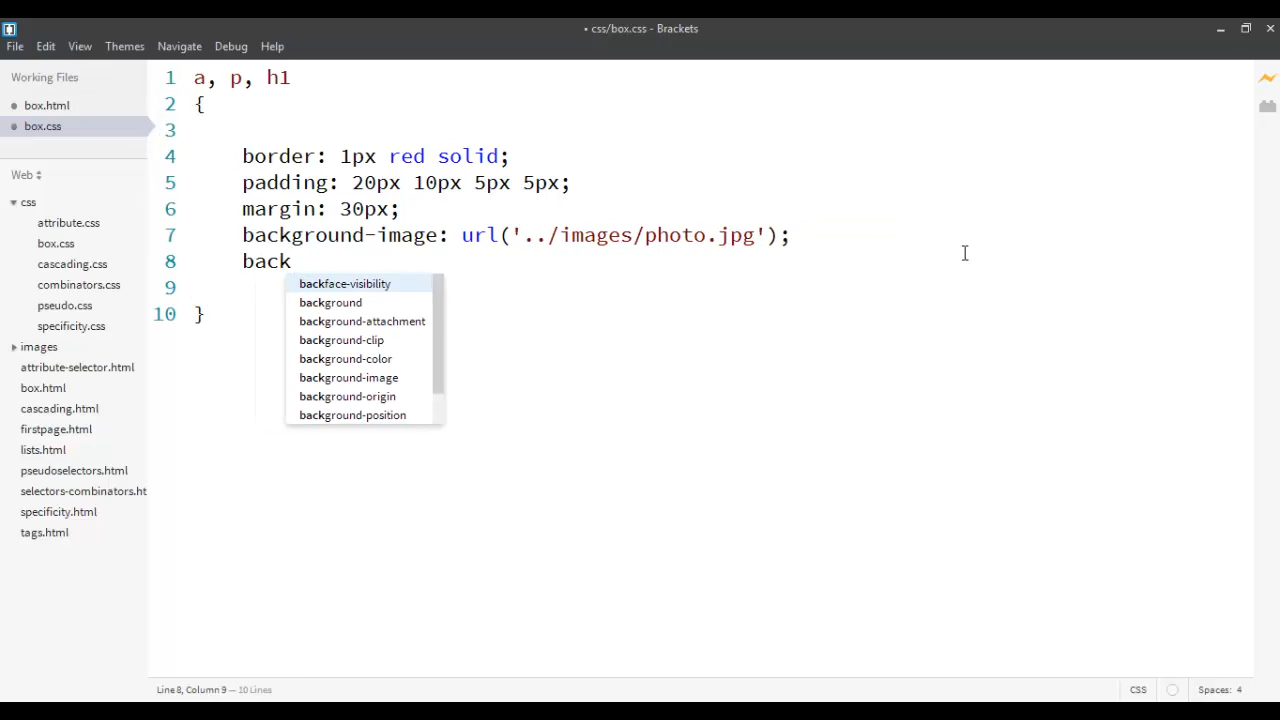 • css/box.css - Brackets
File Edit View Themes Navigate Debug Help
Working Files
box.html
box.css
Web
css
attribute.css
box.css
cascading.css
combinators.css
pseudo.css
specificity.css
images
attribute-selector.html
box.html
cascading.html
firstpage.html
lists.html
pseudoselectors.html
selectors-combinators.ht
specificity.html
tags.html
1 a, p, h1
2 {
3
4 border: 1px red solid;
5 padding: 20px 10px 5px 5px;
6 margin: 30px;
7 background-image: url('../images/photo.jpg');
8 back
9
10 }
backface-visibility
background
background-attachment
background-clip
background-color
background-image
background-origin
background-position
Line 8, Column 9 — 10 Lines
CSS
Spaces: 4